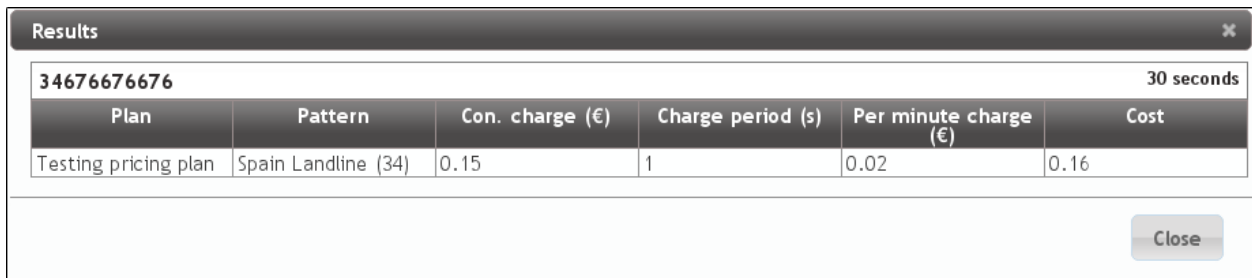 Results
34676676676 30 seconds
Plan Pattern Con. charge (€) Charge period (s) Per minute charge (€) Cost
Testing pricing plan Spain Landline (34) 0.15 1 0.02 0.16
Close